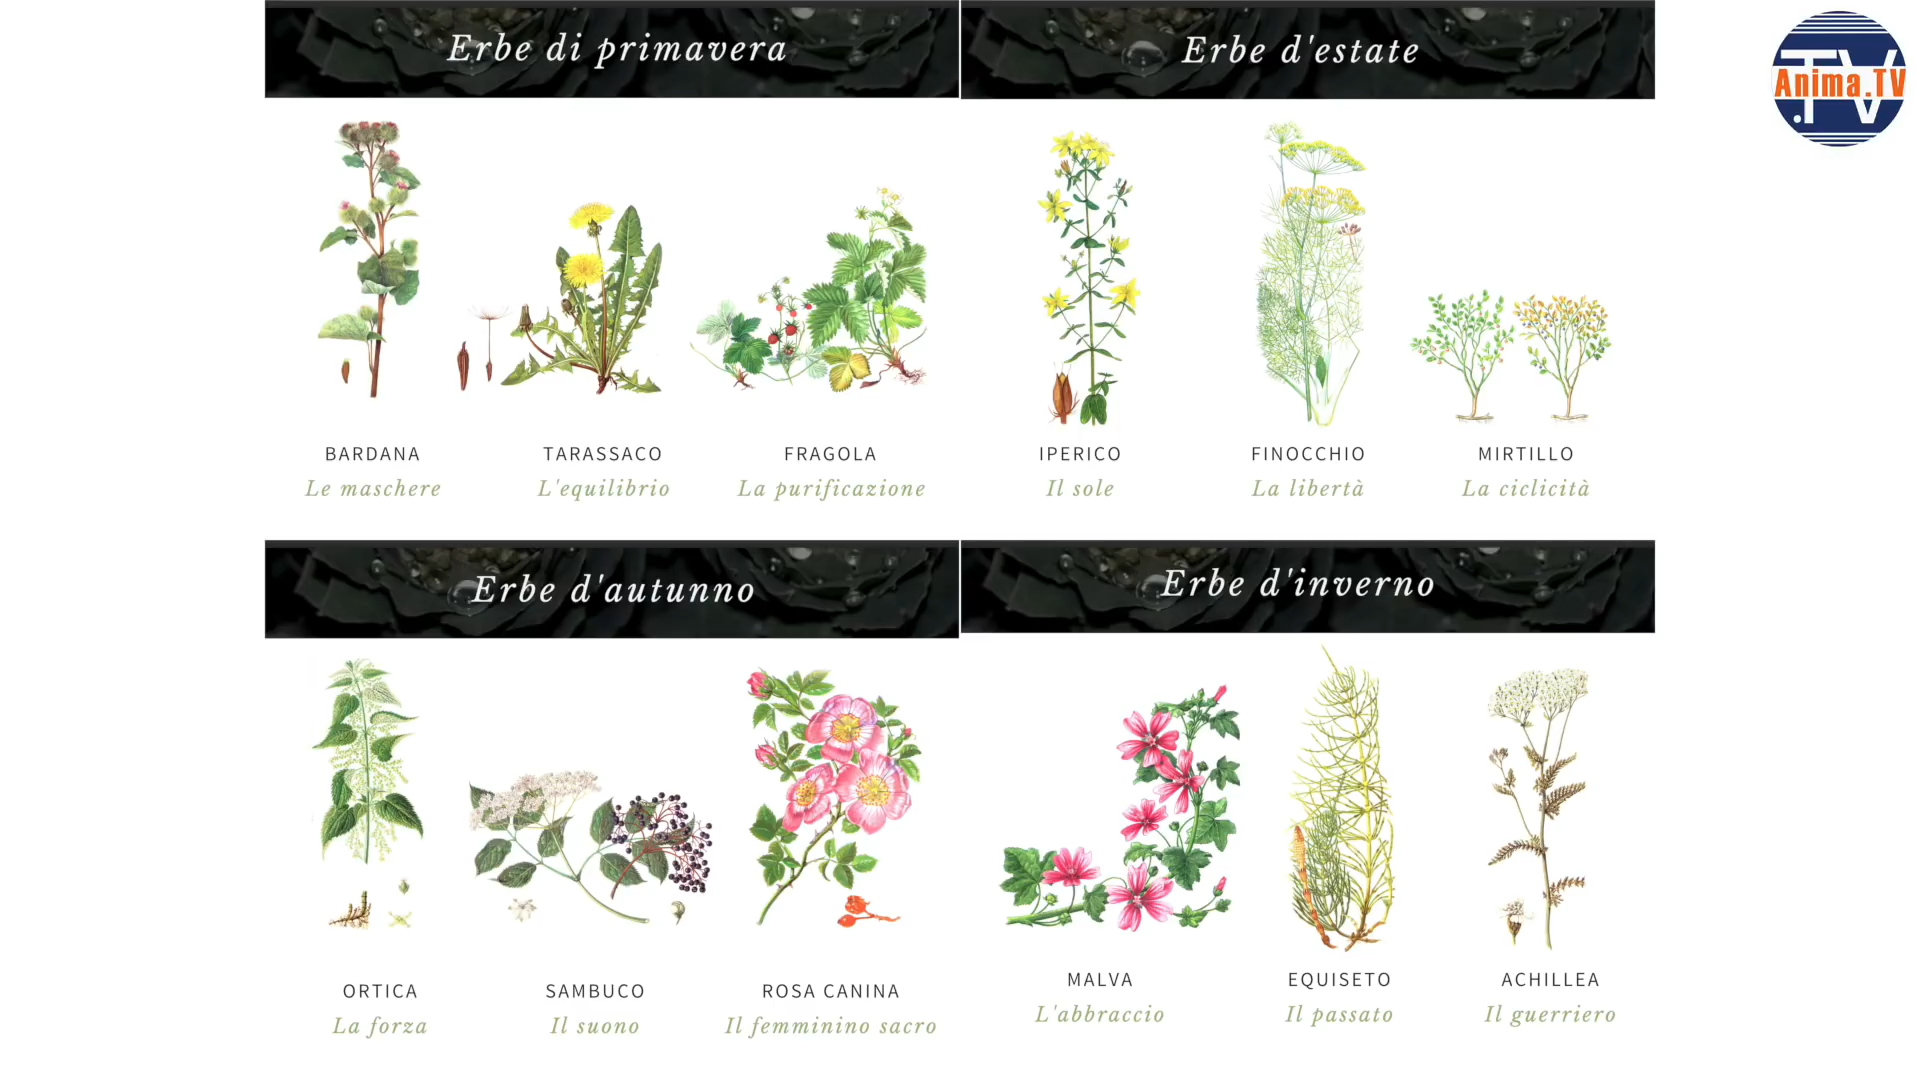 Erbe di primavera
Erbe d'estate
Anima.TV
.TV
BARDANA
TARASSACO
FRAGOLA
IPERICO
FINOCCHIO
MIRTILLO
Le maschere
L'equilibrio
La purificazione
Il sole
La libertà
La ciclicità
Erbe d'autunno
Erbe d'inverno
ORTICA
SAMBUCO
ROSA CANINA
MALVA
EQUISETO
ACHILLEA
La forza
Il suono
Il femminino sacro
L'abbraccio
Il passato
Il guerriero